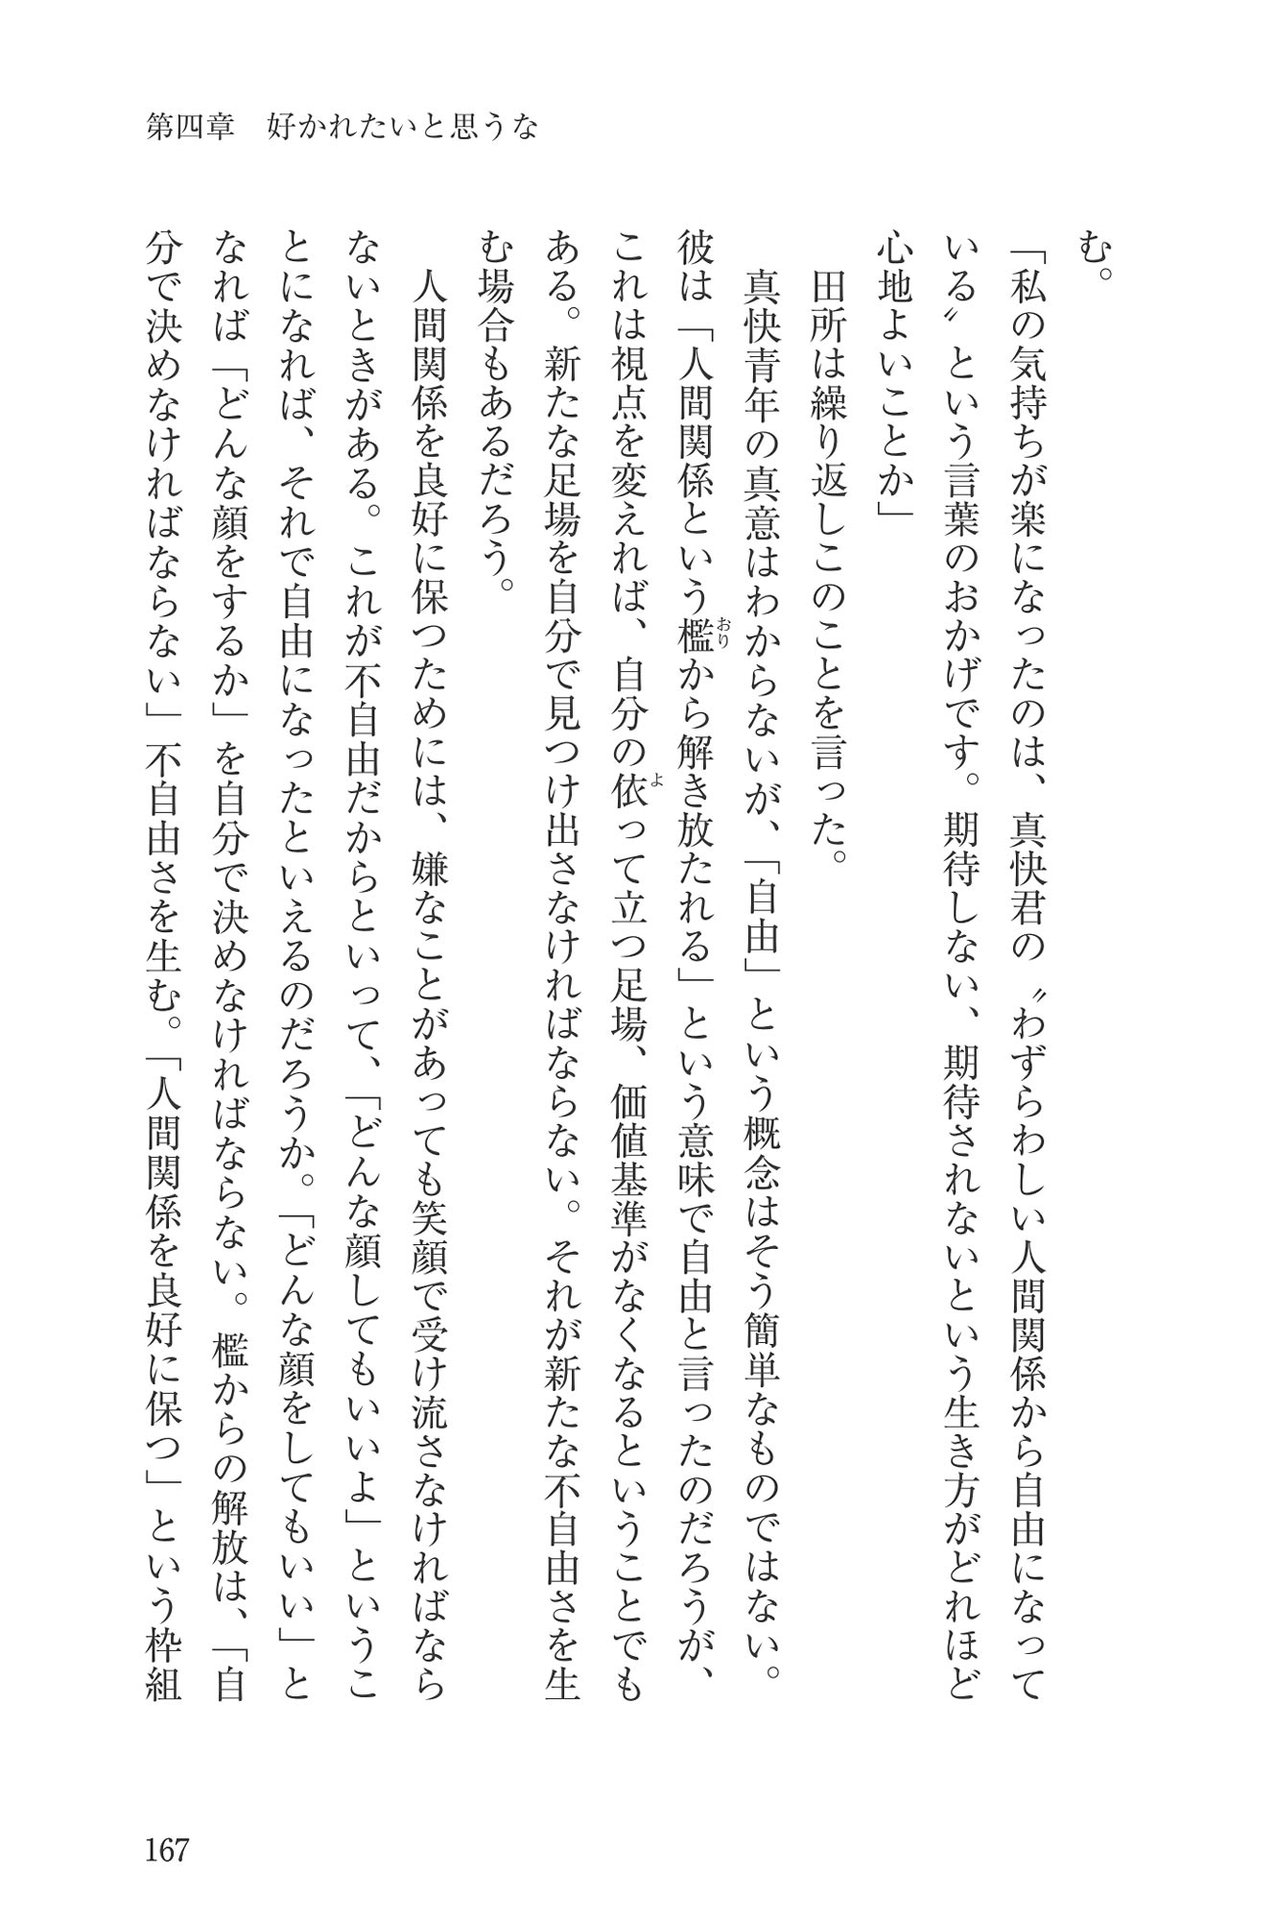 第四章　好かれたいと思うな
む。
「私の気持ちが楽になったのは、真快君の〝わずらわしい人間関係から自由になって
いる〟という言葉のおかげです。期待しない、期待されないという生き方がどれほど
心地よいことか」
田所は繰り返しこのことを言った。
真快青年の真意はわからないが、「自由」という概念はそう簡単なものではない。
彼は「人間関係という檻おりから解き放たれる」という意味で自由と言ったのだろうが、
これは視点を変えれば、自分の依よって立つ足場、価値基準がなくなるということでも
ある。新たな足場を自分で見つけ出さなければならない。それが新たな不自由さを生
む場合もあるだろう。
人間関係を良好に保つためには、嫌なことがあっても笑顔で受け流さなければなら
ないときがある。これが不自由だからといって、「どんな顔してもいいよ」というこ
とになれば、それで自由になったといえるのだろうか。「どんな顔をしてもいい」と
なれば「どんな顔をするか」を自分で決めなければならない。檻からの解放は、「自
分で決めなければならない」不自由さを生む。「人間関係を良好に保つ」という枠組
167